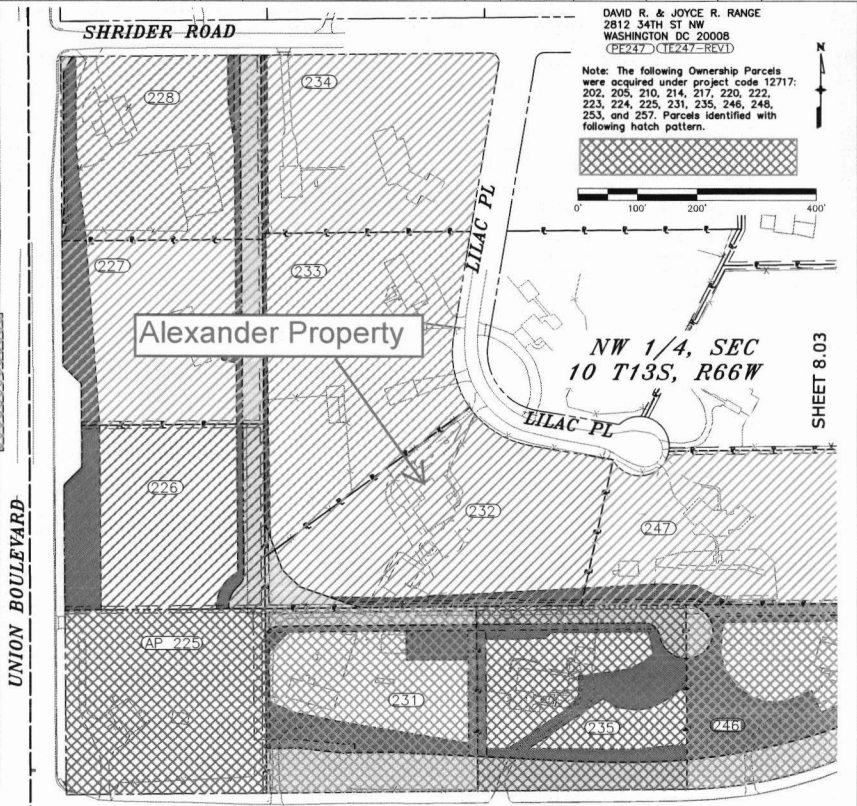 SHRIDER ROAD
DAVID R. & JOYCE R. RANGE
2812 34TH ST NW
WASHINGTON DC 20008
PE247 TE247-REV1
N
Note: The following Ownership Parcels
were acquired under project code 12717:
202, 205, 210, 214, 217, 220, 222,
223, 224, 225, 231, 235, 246, 248,
253, and 257. Parcels identified with
following hatch pattern.
0' 100' 200' 400'
228
234
LILAC PL
227
233
Alexander Property
NW 1/4, SEC
10 T13S, R66W
SHEET 8.03
LILAC PL
226
232
247
UNION BOULEVARD
AP 225
231
235
246